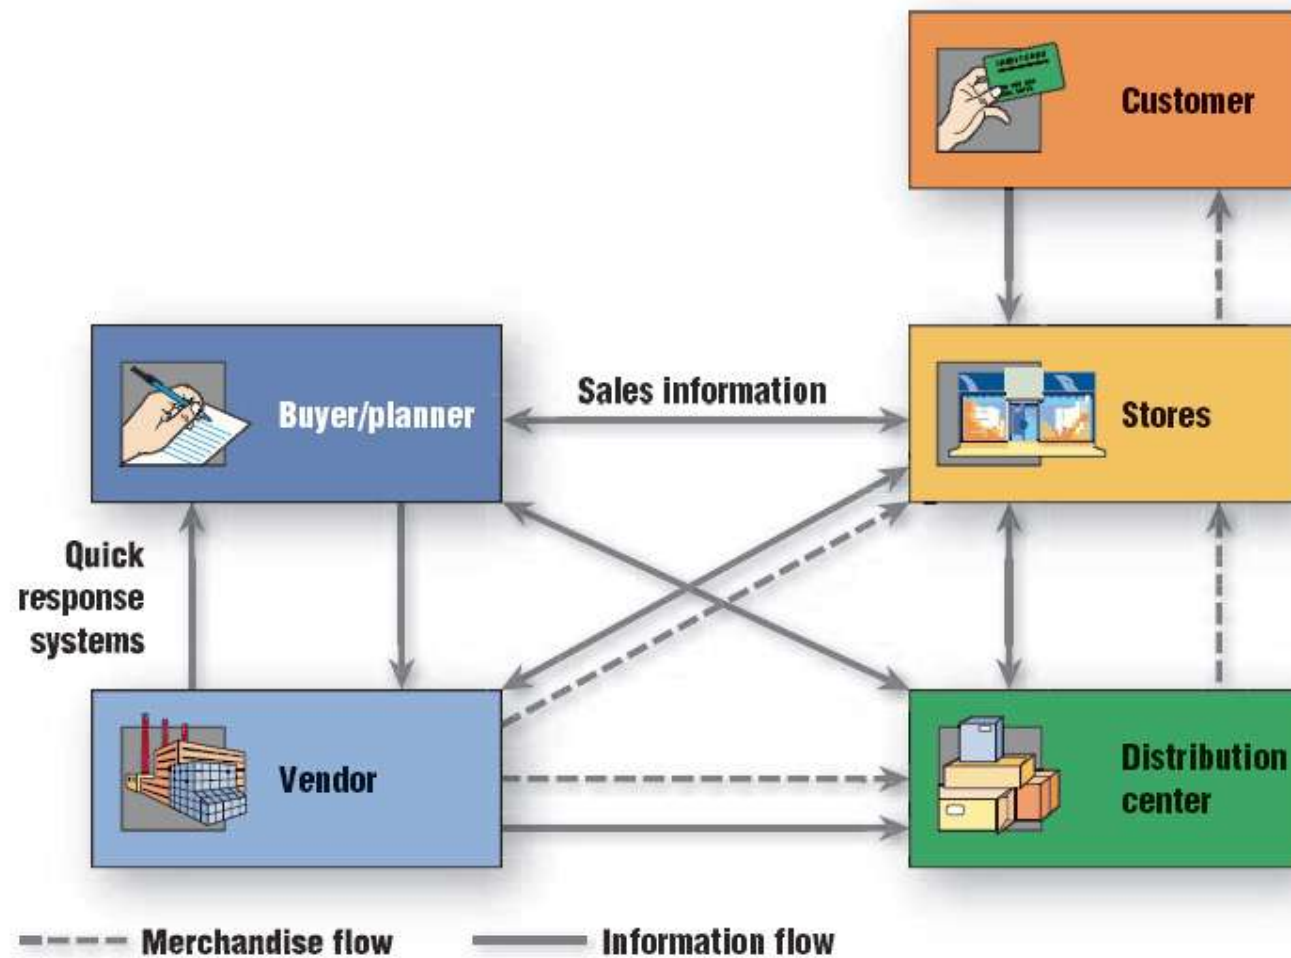 Customer
Sales information
Buyer/planner
Stores
Quick
response
systems
Vendor
Distribution
center
Merchandise flow
Information flow